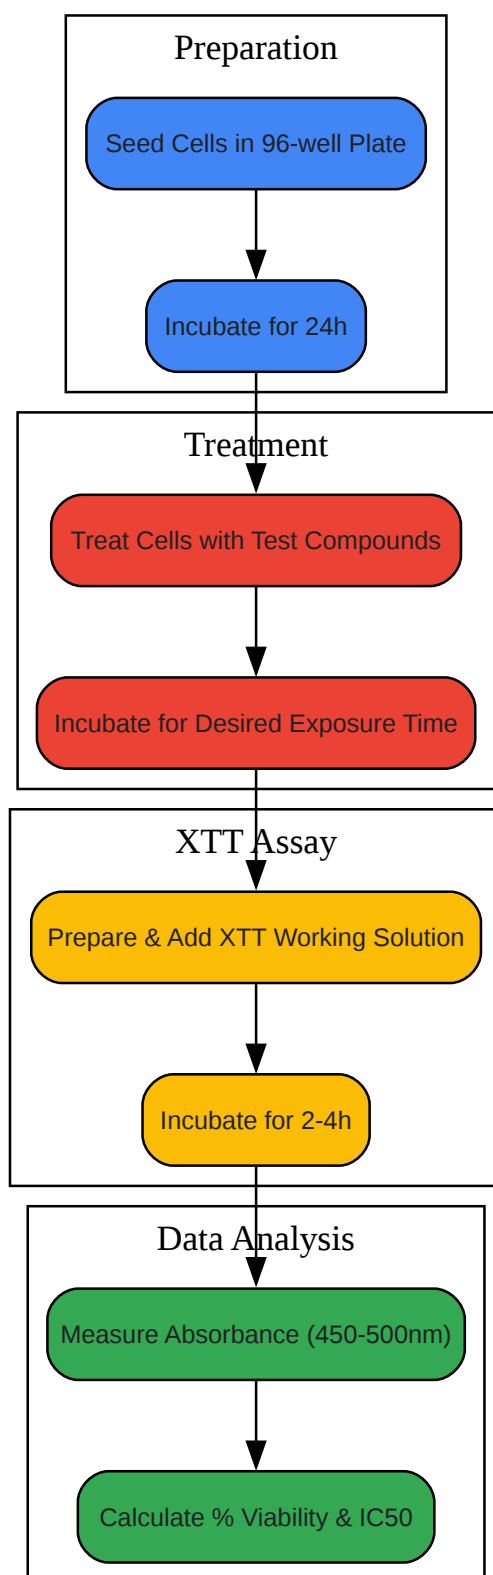 Preparation
Seed Cells in 96-well Plate
Incubate for 24h
Treatment
Treat Cells with Test Compounds
Incubate for Desired Exposure Time
XTT Assay
Prepare & Add XTT Working Solution
Incubate for 2-4h
Data Analysis
Measure Absorbance (450-500nm)
Calculate % Viability & IC50